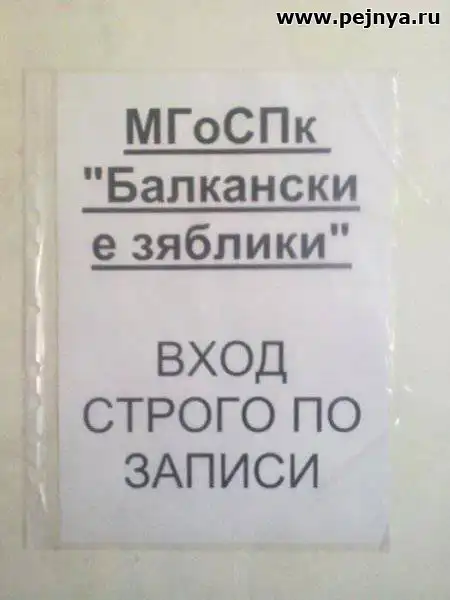 www.pejnya.ru
МГоСПк
"Балкански
е зяблики"
ВХОД
СТРОГО ПО
ЗАПИСИ